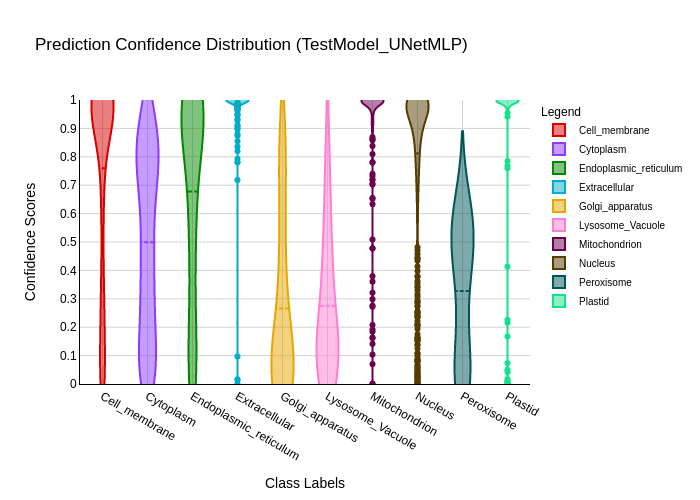 Prediction Confidence Distribution (TestModel_UNetMLP)
Legend
Cell_membrane
Cytoplasm
Endoplasmic_reticulum
Extracellular
Golgi_apparatus
Lysosome_Vacuole
Mitochondrion
Nucleus
Peroxisome
Plastid
Confidence Scores
1
0.9
0.8
0.7
0.6
0.5
0.4
0.3
0.2
0.1
0
Cell_membrane
Cytoplasm
Endoplasmic_reticulum
Extracellular
Golgi_apparatus
Lysosome_Vacuole
Mitochondrion
Nucleus
Peroxisome
Plastid
Class Labels